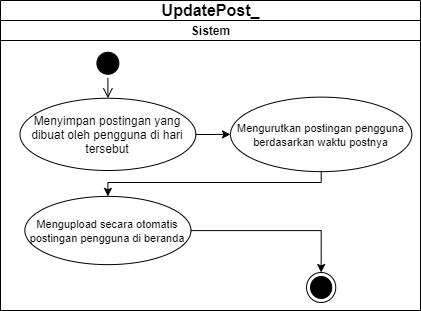 UpdatePost_
Sistem
Menyimpan postingan yang
dibuat oleh pengguna di hari
tersebut
Mengurutkan postingan pengguna
berdasarkan waktu postnya
Mengupload secara otomatis
postingan pengguna di beranda